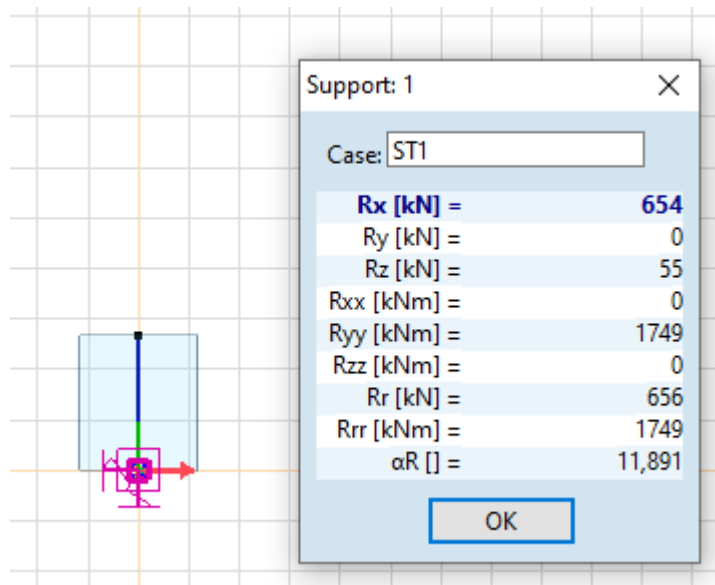 Support: 1
Case: ST1
Rx [kN] = 654
Ry [kN] = 0
Rz [kN] = 55
Rxx [kNm] = 0
Ryy [kNm] = 1749
Rzz [kNm] = 0
Rr [kN] = 656
Rrr [kNm] = 1749
αR [] = 11,891
OK